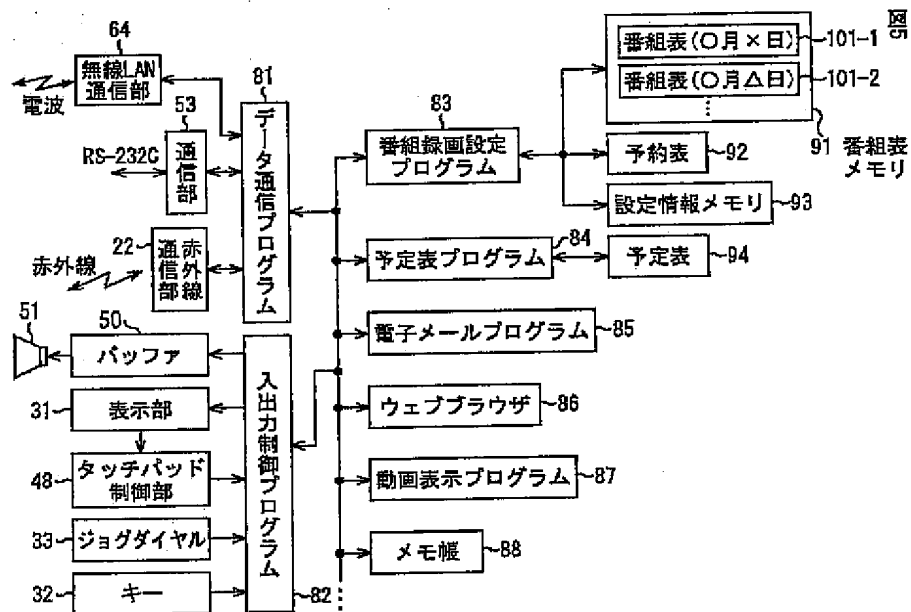 図5
64
無線LAN
通信部
電波
53
RS-232C
通信部
22
赤外線
通信部
赤外線
81
データ通信プログラム
51
50
バッファ
31
表示部
48
タッチパッド
制御部
33
ジョグダイヤル
32
キー
入出力制御プログラム
82
83
番組録画設定
プログラム
番組表(〇月×日)
101-1
番組表(〇月△日)
101-2
91 番組表
メモリ
予約表
92
設定情報メモリ
93
84
予定表プログラム
予定表
94
電子メールプログラム
85
ウェブブラウザ
86
動画表示プログラム
87
メモ帳
88